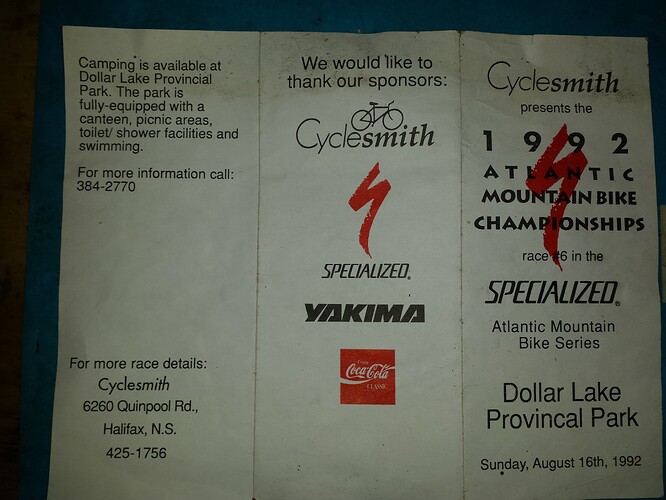 Camping is available at
Dollar Lake Provincial
Park. The park is
fully-equipped with a
canteen, picnic areas,
toilet/ shower facilities and
swimming.
For more information call:
384-2770
For more race details:
Cyclesmith
6260 Quinpool Rd.,
Halifax, N.S.
425-1756
We would like to
thank our sponsors:
Cyclesmith
SPECIALIZED®
YAKIMA
Enjoy
Coca-Cola
CLASSIC
Cyclesmith
presents the
1992
ATLANTIC
MOUNTAIN BIKE
CHAMPIONSHIPS
race #6 in the
SPECIALIZED®
Atlantic Mountain
Bike Series
Dollar Lake
Provincal Park
Sunday, August 16th, 1992